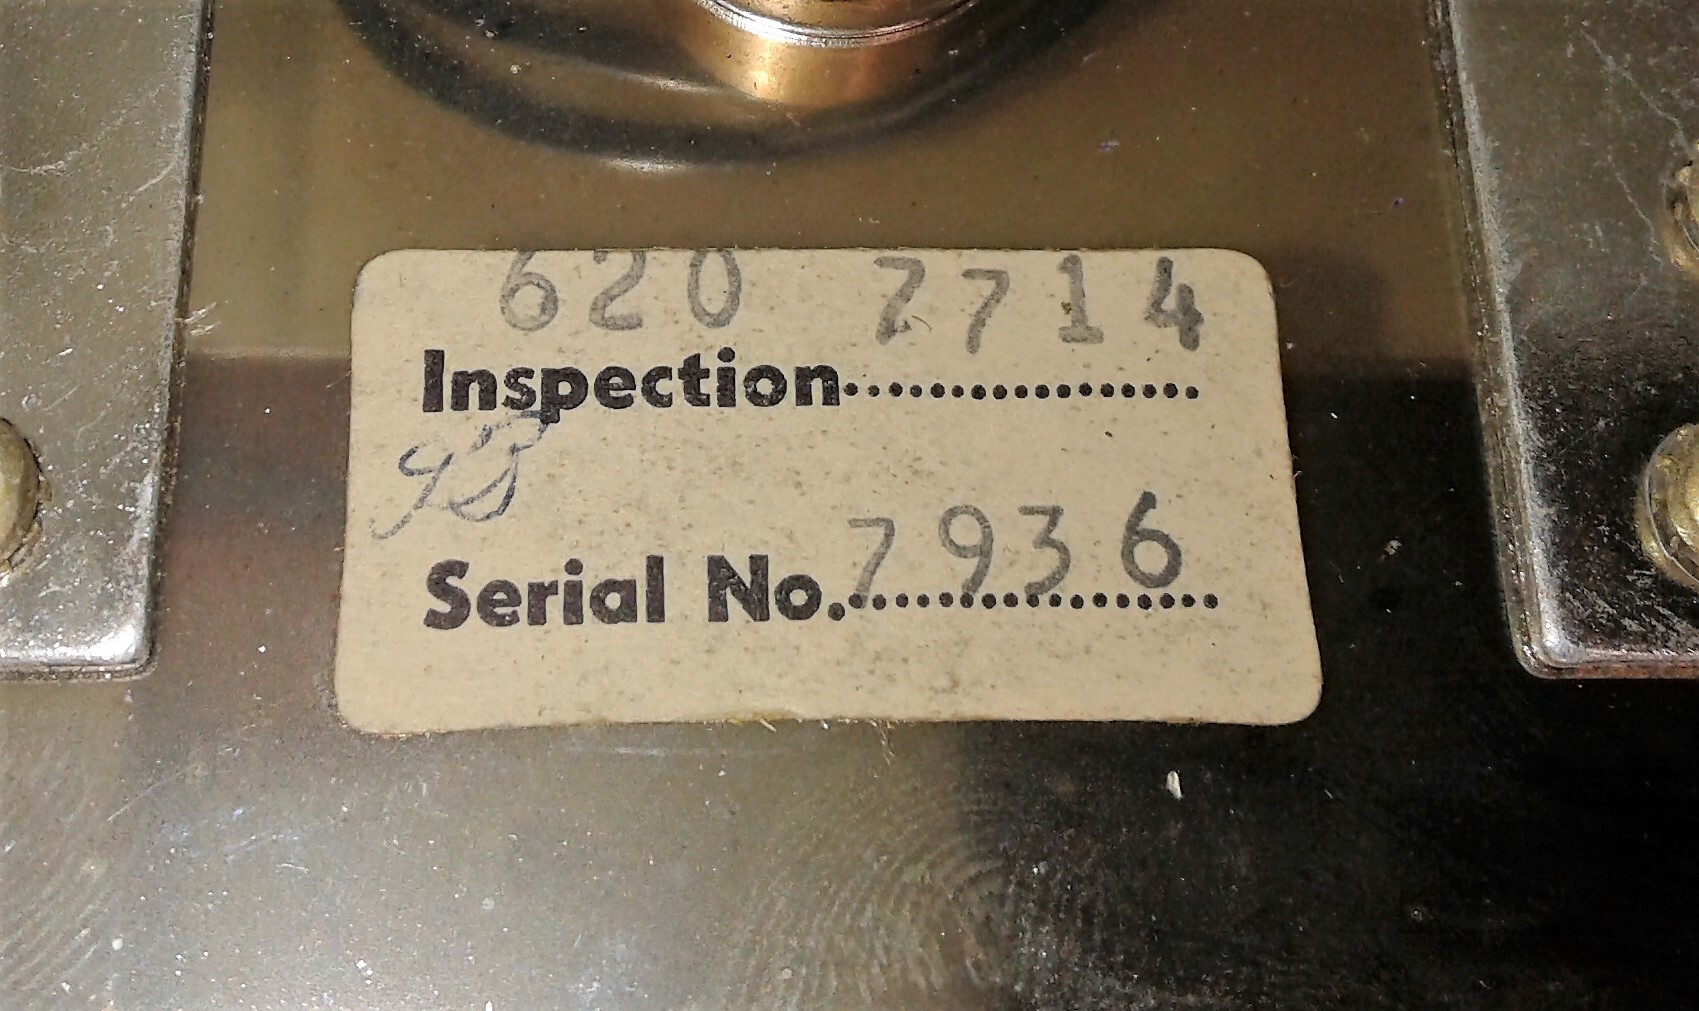 620 7714
Inspection.................
Serial No. 7936